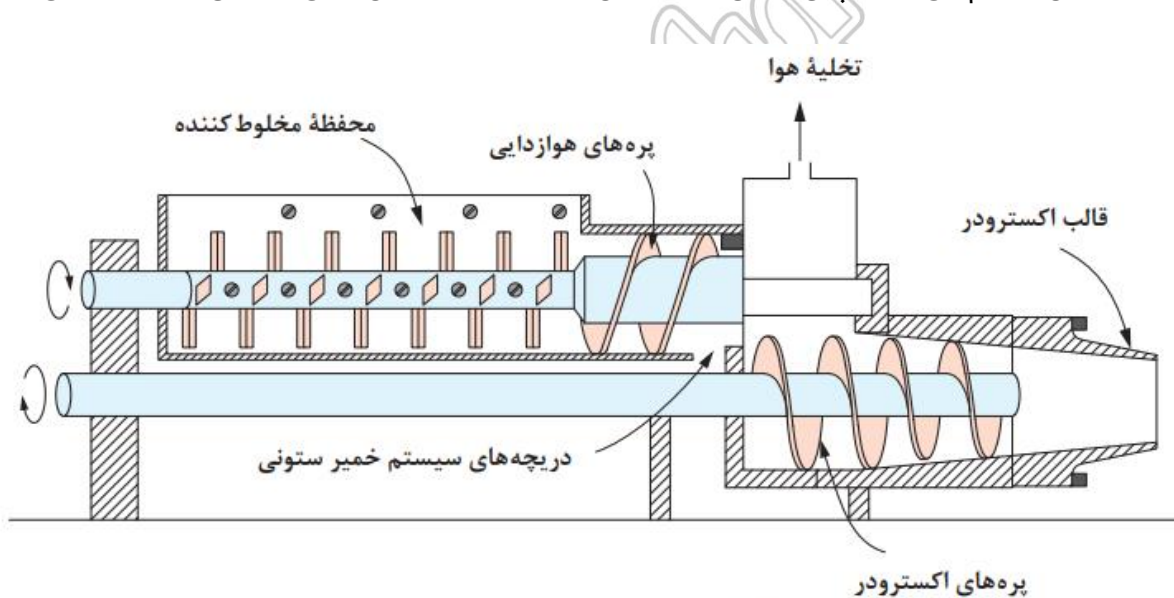 تخلیهٔ هوا
محفظهٔ مخلوط کننده
پره‌های هوازدایی
قالب اکسترودر
دریچه‌های سیستم خمیر ستونی
پره‌های اکسترودر